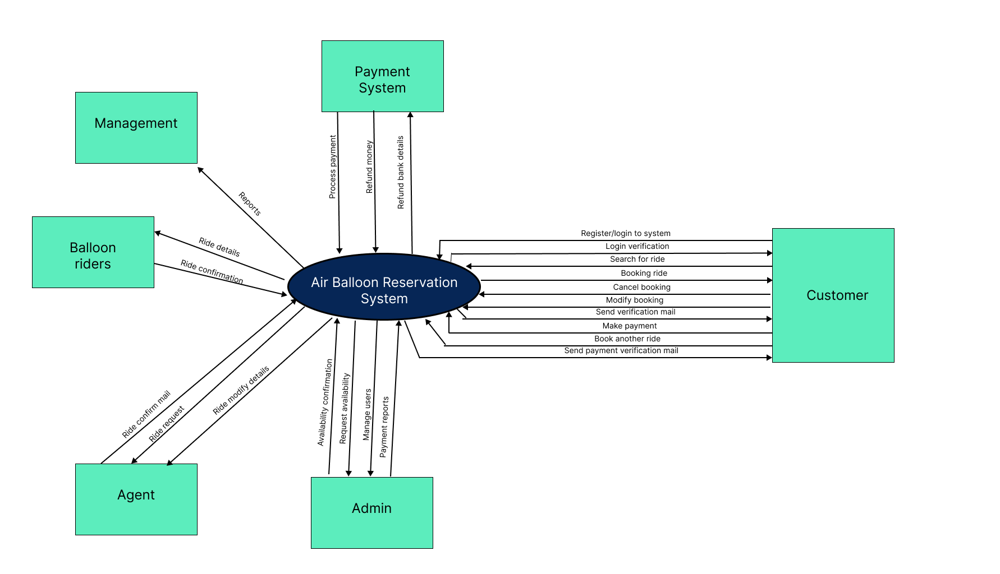 Payment
System
Management
Process payment
Refund money
Refund bank details
Reports
Balloon
riders
Ride details
Ride confirmation
Air Balloon Reservation
System
Register/login to system
Login verification
Search for ride
Booking ride
Cancel booking
Modify booking
Send verification mail
Make payment
Book another ride
Send payment verification mail
Customer
Ride confirm mail
Ride request
Ride modify details
Availability confirmation
Request availability
Manage users
Payment reports
Agent
Admin